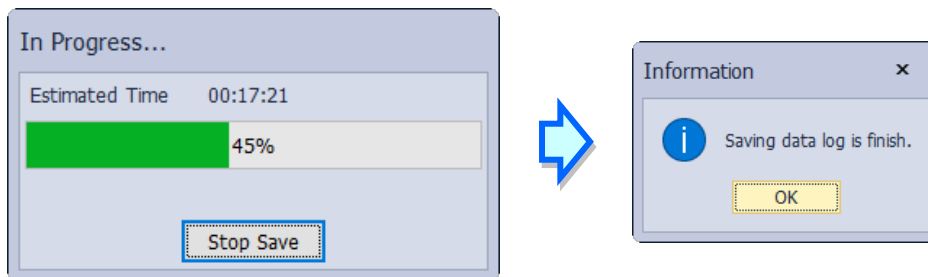 In Progress...
Estimated Time 00:17:21
45%
Stop Save
Information
Saving data log is finish.
OK